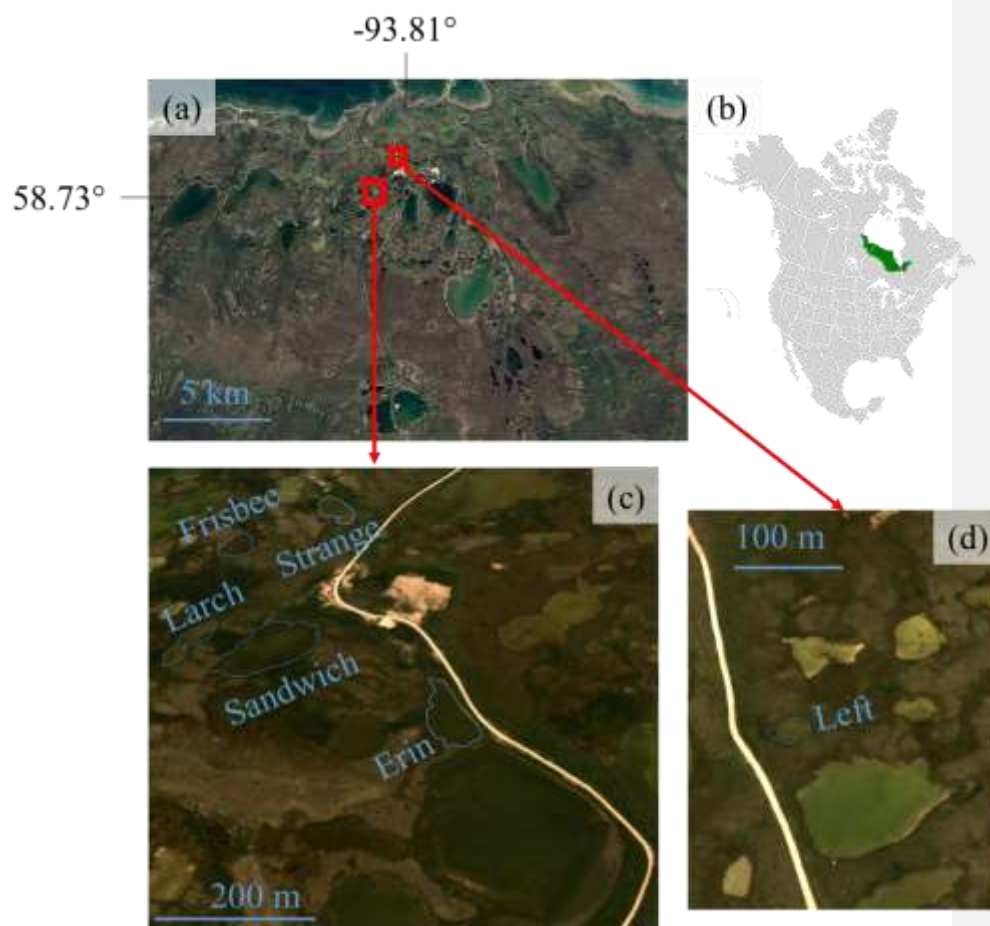 -93.81°
(a)
(b)
58.73°
5 km
(c)
Frisbee
Strange
Larch
Sandwich
Erin
200 m
(d)
100 m
Left